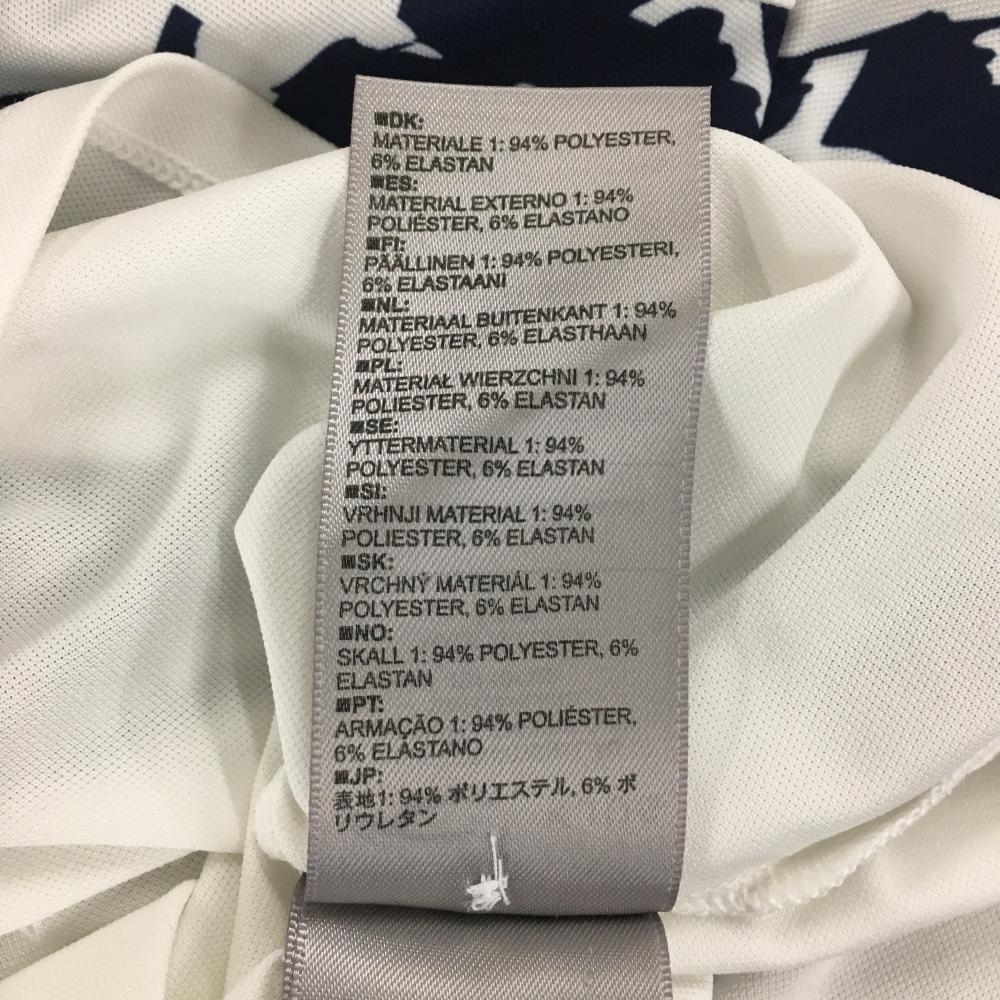 ■DK:
MATERIALE 1: 94% POLYESTER,
6% ELASTAN
■ES:
MATERIAL EXTERNO 1: 94%
POLIÉSTER, 6% ELASTANO
■FI:
PÄÄLLINEN 1: 94% POLYESTERI,
6% ELASTAANI
■NL:
MATERIAAL BUITENKANT 1: 94%
POLYESTER, 6% ELASTHAAN
■PL:
MATERIAŁ WIERZCHNI 1: 94%
POLIESTER, 6% ELASTAN
■SE:
YTTERMATERIAL 1: 94%
POLYESTER, 6% ELASTAN
■SI:
VRHNJI MATERIAL 1: 94%
POLIESTER, 6% ELASTAN
■SK:
VRCHNÝ MATERIÁL 1: 94%
POLYESTER, 6% ELASTAN
■NO:
SKALL 1: 94% POLYESTER, 6%
ELASTAN
■PT:
ARMAÇÃO 1: 94% POLIÉSTER,
6% ELÁSTANO
■JP:
表地1: 94% ポリエステル, 6% ポ
リウレタン